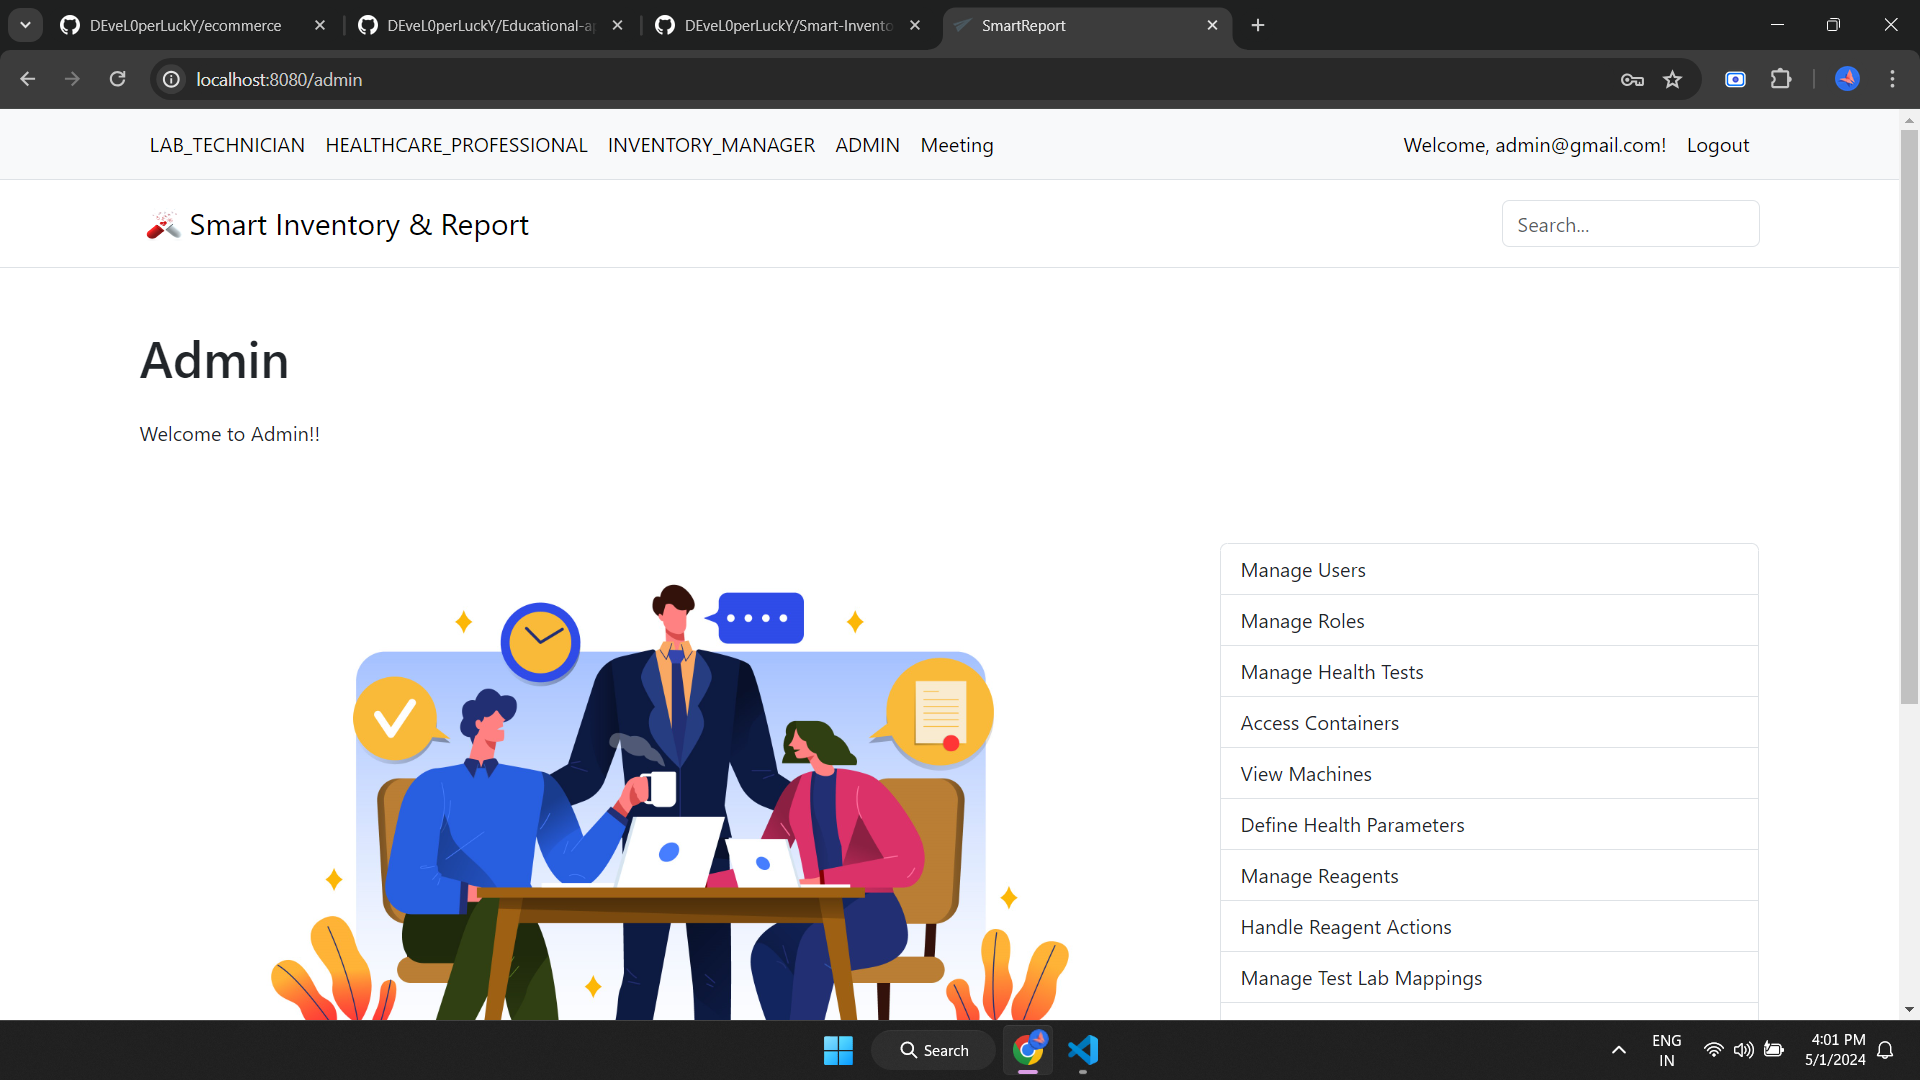 DEveL0perLuckY/ecommerce
DEveL0perLuckY/Educational-ap
DEveL0perLuckY/Smart-Invento
SmartReport
localhost:8080/admin
LAB_TECHNICIAN HEALTHCARE_PROFESSIONAL INVENTORY_MANAGER ADMIN Meeting Welcome, admin@gmail.com! Logout
Smart Inventory & Report
Search...
Admin
Welcome to Admin!!
Manage Users
Manage Roles
Manage Health Tests
Access Containers
View Machines
Define Health Parameters
Manage Reagents
Handle Reagent Actions
Manage Test Lab Mappings
Search
ENG
IN
4:01 PM
5/1/2024